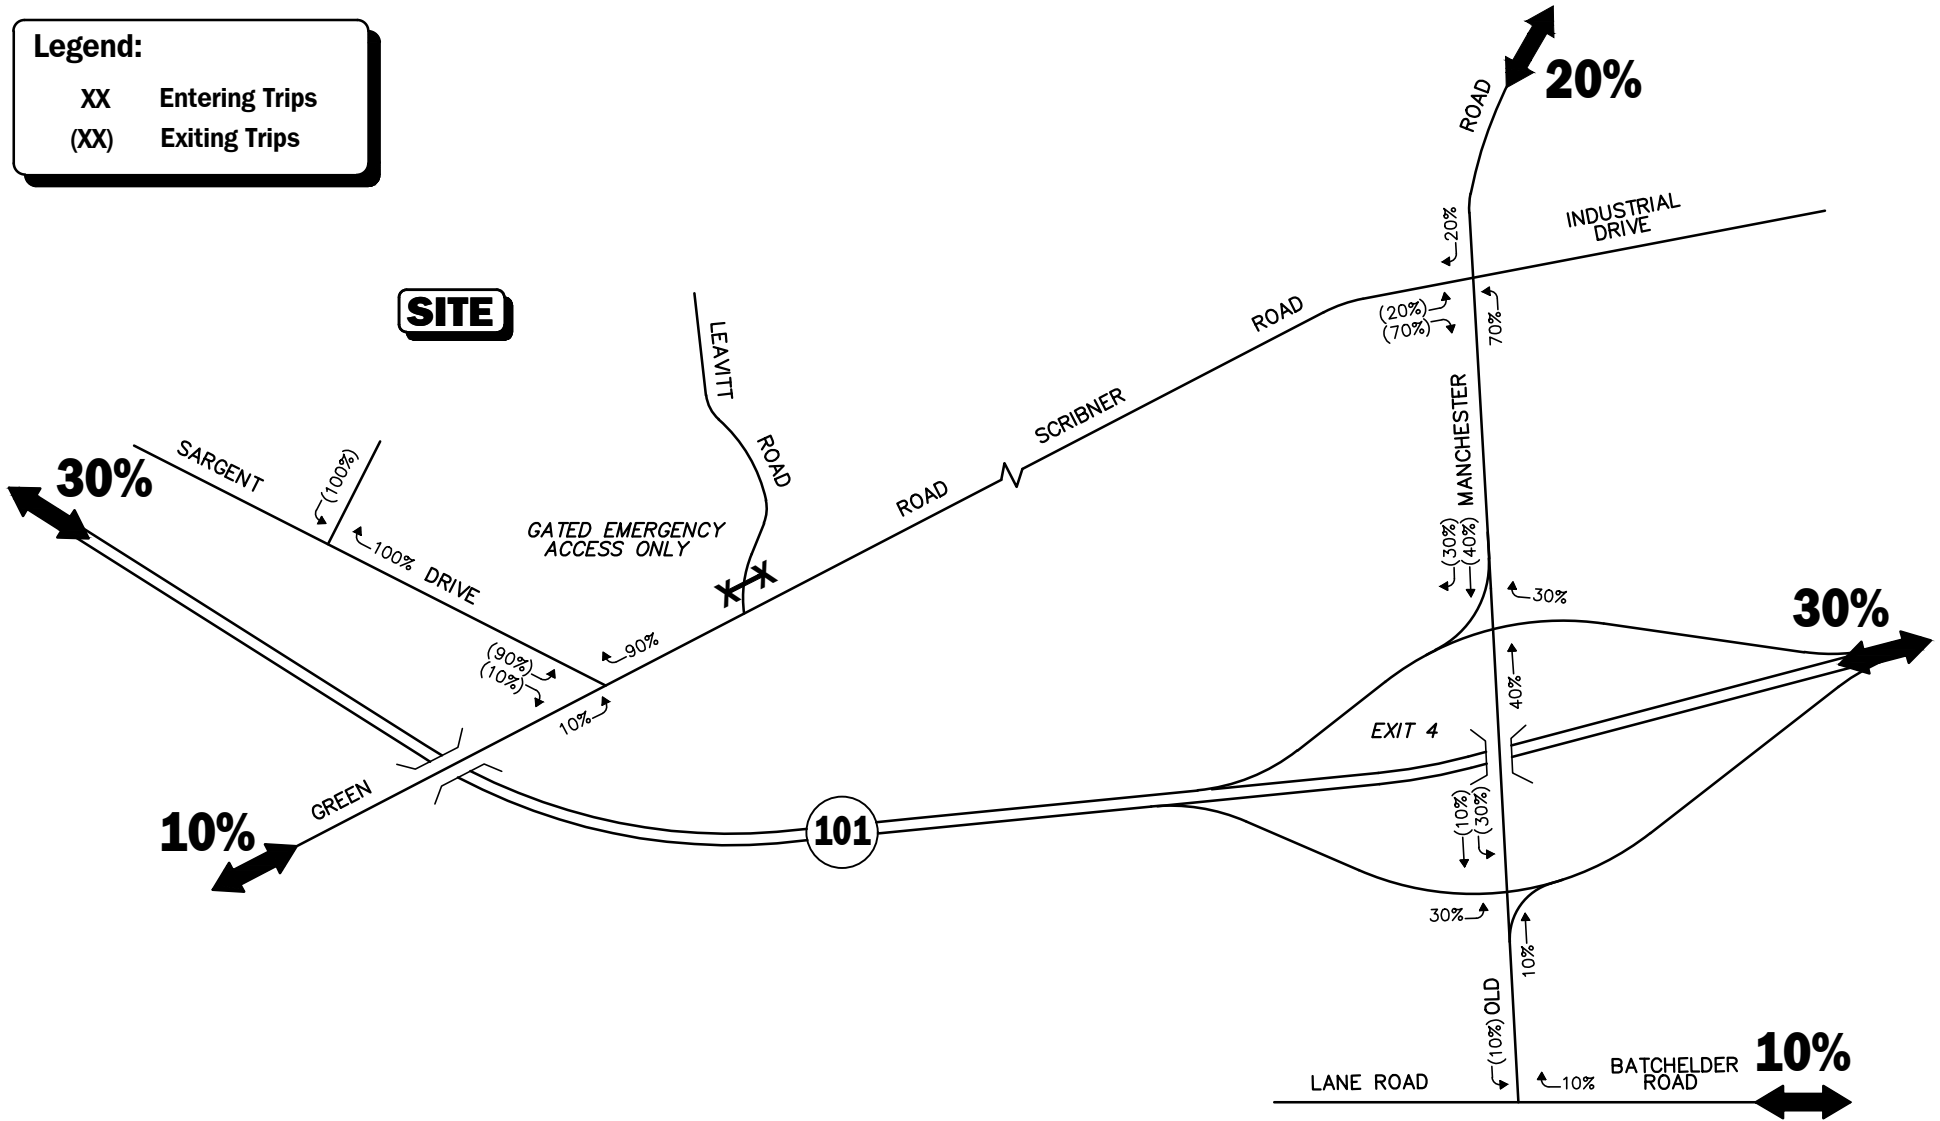 Legend:
XX Entering Trips
(XX) Exiting Trips
20%
ROAD
20%
INDUSTRIAL
DRIVE
SITE
LEAVITT
ROAD
ROAD
(20%)
(70%)
70%
SCRIBNER
MANCHESTER
SARGENT
30%
(100%)
100%
DRIVE
GATED EMERGENCY
ACCESS ONLY
ROAD
(30%)
(40%)
30%
30%
90%
(90%)
(10%)
10%
40%
EXIT 4
GREEN
10%
101
(10%)
(30%)
30%
10%
OLD
(10%)
10%
LANE ROAD
BATCHELDER
ROAD
10%